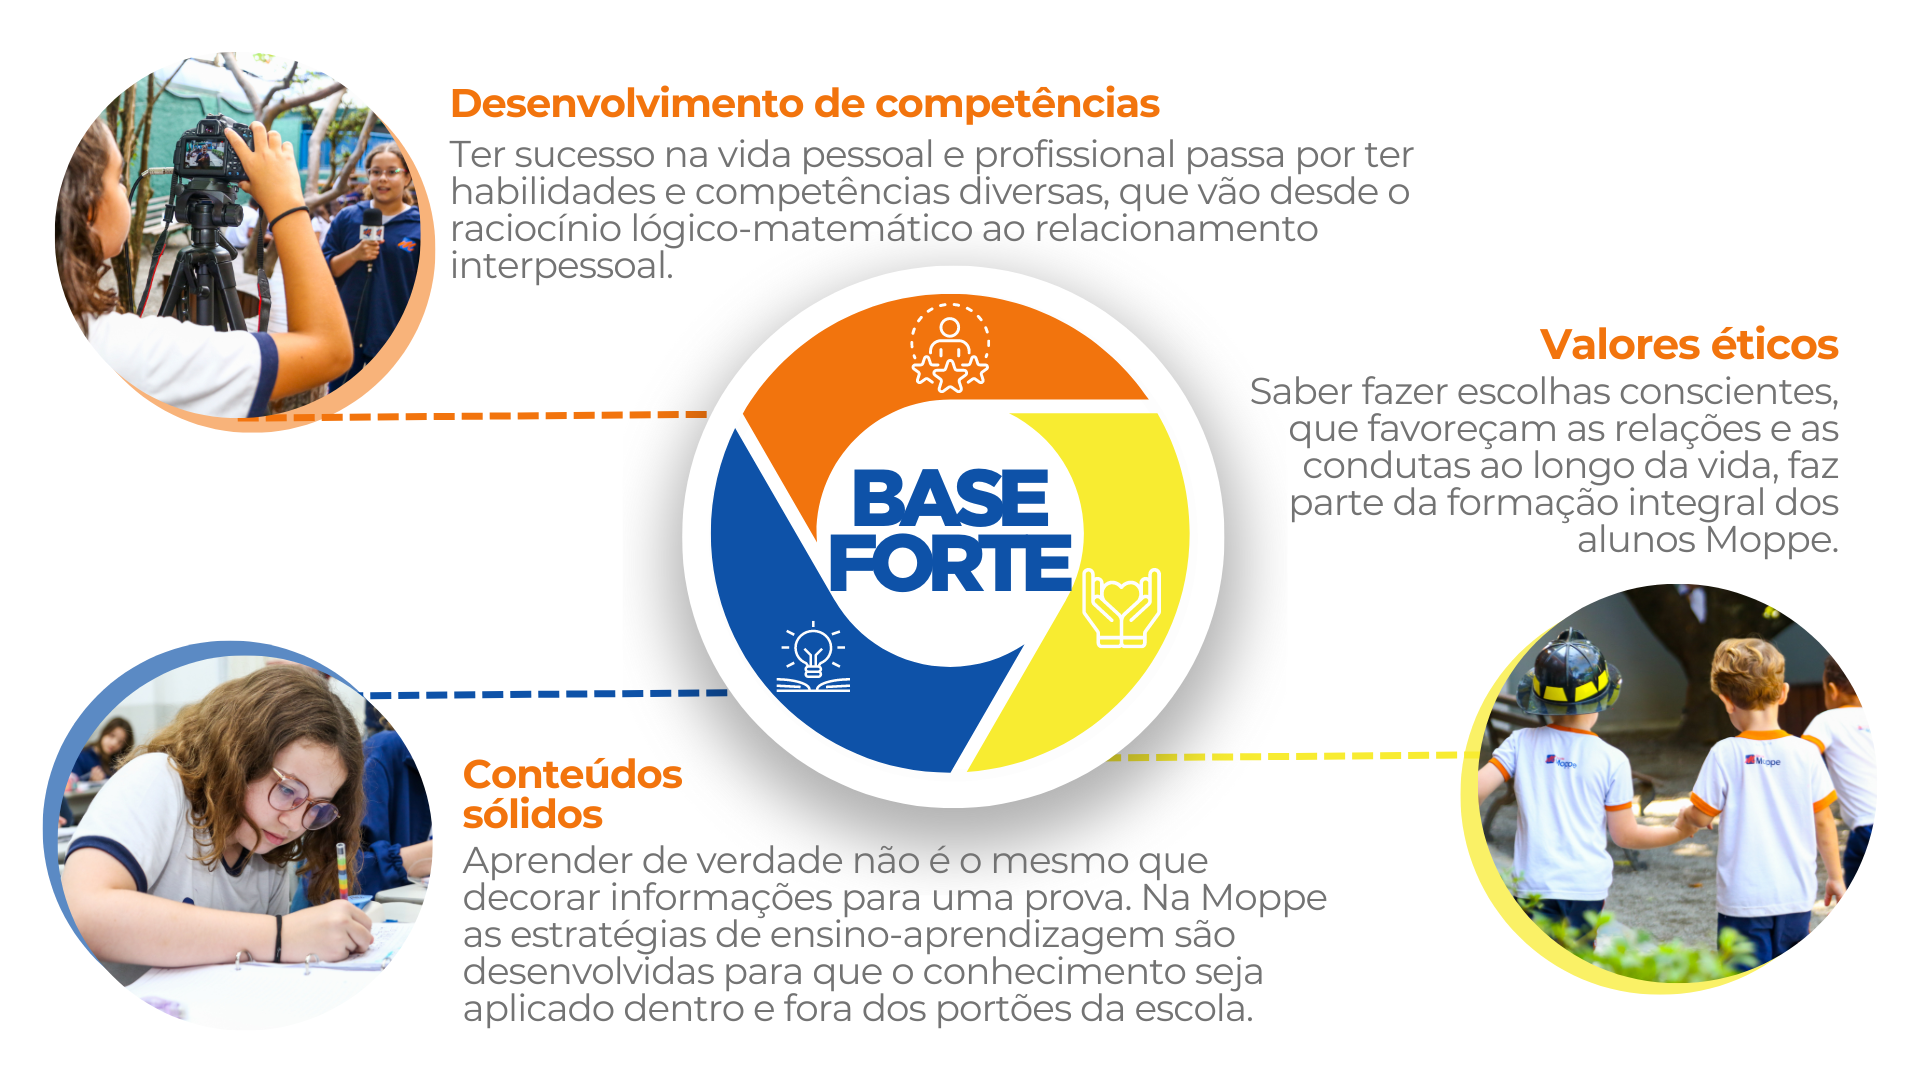 Desenvolvimento de competências
Ter sucesso na vida pessoal e profissional passa por ter
habilidades e competências diversas, que vão desde o
raciocínio lógico-matemático ao relacionamento
interpessoal.
Valores éticos
Saber fazer escolhas conscientes,
que favoreçam as relações e as
condutas ao longo da vida, faz
parte da formação integral dos
alunos Moppe.
BASE
FORTE
Moppe
Moppe
Conteúdos
sólidos
Aprender de verdade não é o mesmo que
decorar informações para uma prova. Na Moppe
as estratégias de ensino-aprendizagem são
desenvolvidas para que o conhecimento seja
aplicado dentro e fora dos portões da escola.